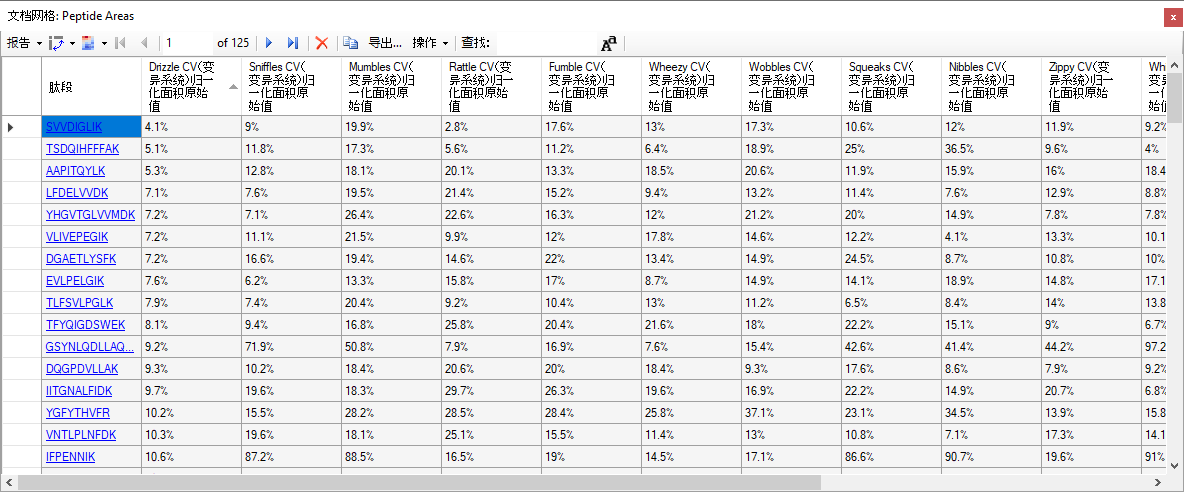 文档网格: Peptide Areas
报告 1 of 125 导出... 操作 查找:
肽段 Drizzle CV(变异系统)归一化面积原始值 Sniffles CV(变异系统)归一化面积原始值 Mumbles CV(变异系统)归一化面积原始值 Rattle CV(变异系统)归一化面积原始值 Fumble CV(变异系统)归一化面积原始值 Wheezy CV(变异系统)归一化面积原始值 Wobbles CV(变异系统)归一化面积原始值 Squeaks CV(变异系统)归一化面积原始值 Nibbles CV(变异系统)归一化面积原始值 Zippy CV(变异系统)归一化面积原始值
SVVDIGLIK 4.1% 9% 19.9% 2.8% 17.6% 13% 17.3% 10.6% 12% 11.9% 9.2%
TSDQIHFFFAK 5.1% 11.8% 17.3% 5.6% 11.2% 6.4% 18.9% 25% 36.5% 9.6% 4%
AAPITQYLK 5.3% 12.8% 18.1% 20.1% 13.3% 18.5% 20.6% 11.9% 15.9% 16% 18.4
LFDELVVDK 7.1% 7.6% 19.5% 21.4% 15.2% 9.4% 13.2% 11.4% 7.6% 12.9% 8.8%
YHGVTGLVVMDK 7.2% 7.1% 26.4% 22.6% 16.3% 12% 21.2% 20% 14.9% 7.8% 7.8%
VLIVEPEGIK 7.2% 11.1% 21.5% 9.9% 12% 17.8% 14.6% 12.2% 4.1% 13.3% 10.1
DGAETLYSFK 7.2% 16.6% 19.4% 14.6% 22% 13.4% 14.9% 24.5% 8.7% 10.8% 10%
EVLPELGIK 7.6% 6.2% 13.3% 15.8% 17% 8.7% 14.9% 14.1% 18.9% 14.8% 17.1
TLFSVLPGLK 7.9% 7.4% 20.4% 9.2% 10.4% 13% 11.2% 6.5% 8.4% 14% 13.8
TFYQIGDSWEK 8.1% 9.4% 16.8% 25.8% 20.4% 21.6% 18% 22.2% 15.1% 9% 6.7%
GSYNLQDLLAQ... 9.2% 71.9% 50.8% 7.9% 16.9% 7.6% 15.4% 42.6% 41.4% 44.2% 97.2
DQGPDVLLAK 9.3% 10.2% 18.4% 20.6% 20% 18.4% 9.3% 17.6% 8.6% 7.9% 9.2%
IITGNALFIDK 9.7% 19.6% 18.3% 29.7% 26.3% 19.6% 16.9% 22.2% 14.9% 20.7% 6.8%
YGFYTHVFR 10.2% 15.5% 28.2% 28.5% 28.4% 25.8% 37.1% 23.1% 34.5% 13.9% 15.8
VNTLPLNFDK 10.3% 19.6% 18.1% 25.1% 15.5% 11.4% 13% 10.8% 7.1% 17.3% 14.1
IFPENNIK 10.6% 87.2% 88.5% 16.5% 19% 14.5% 17.1% 86.6% 90.7% 19.6% 91%